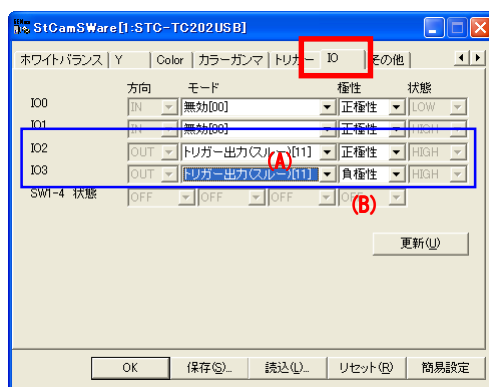 StCamSWare[1:STC-TC202USB]
ホワイトバランス Y Color カラーガンマ トリガー IO その他
方向 モード 極性 状態
IO0 IN 無効[00] 正極性 LOW
IO1 IN 無効[00] 正極性 HIGH
IO2 OUT トリガー出力(スルー)[11] 正極性 HIGH
(A)
IO3 OUT トリガー出力(スルー)[11] 負極性 HIGH
SW1-4 状態 OFF OFF OFF OFF
(B)
更新(U)
OK 保存(S)... 読込(L)... リセット(R) 簡易設定